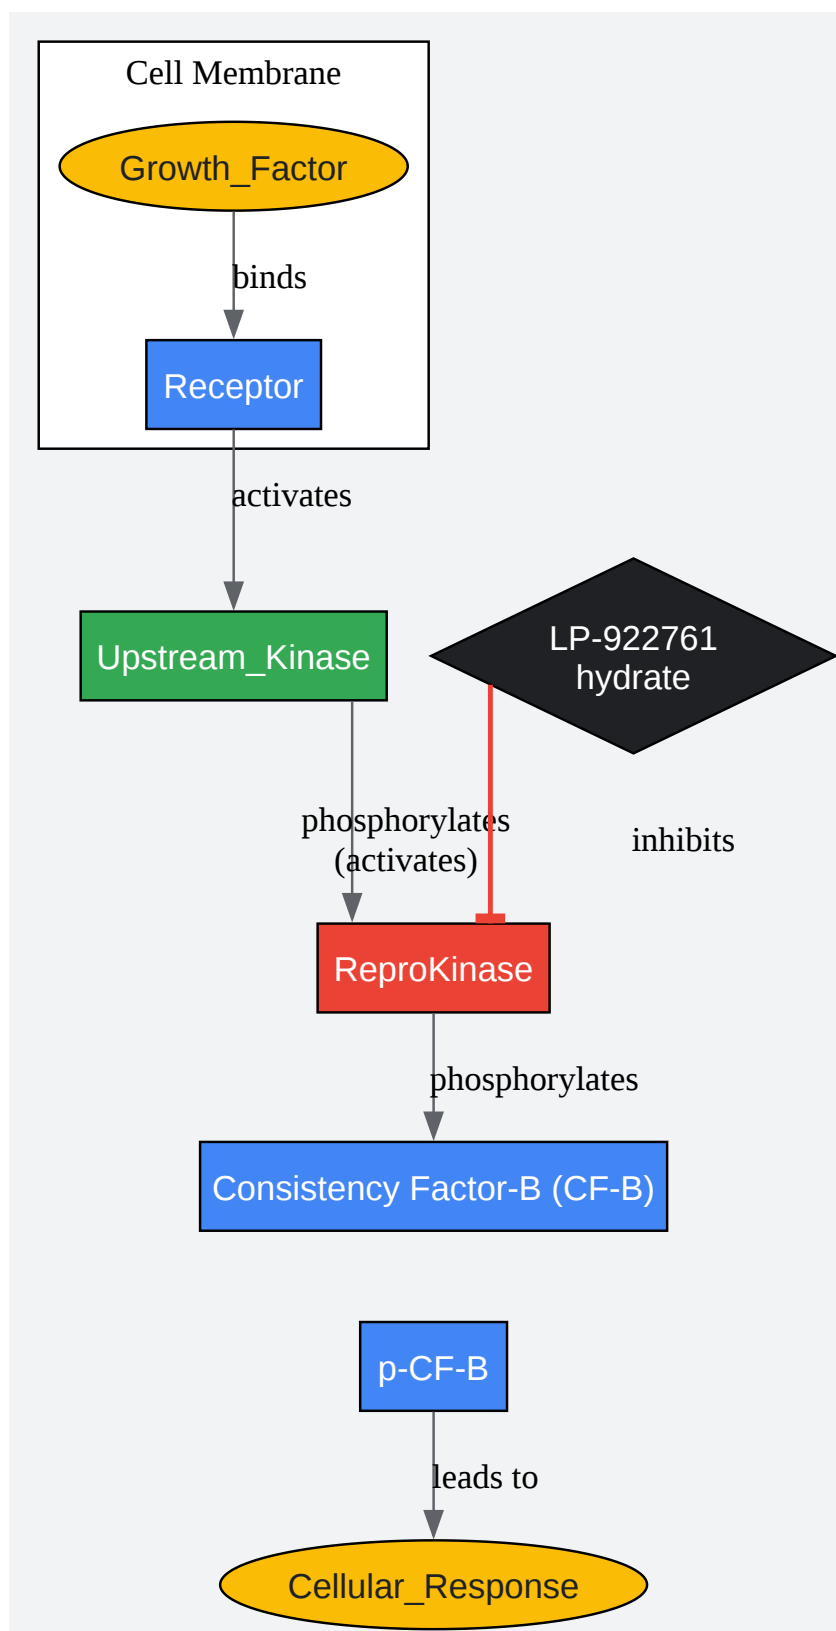 Cell Membrane
Growth_Factor
binds
Receptor
activates
Upstream_Kinase
LP-922761
hydrate
phosphorylates
(activates)
inhibits
ReproKinase
phosphorylates
Consistency Factor-B (CF-B)
p-CF-B
leads to
Cellular_Response